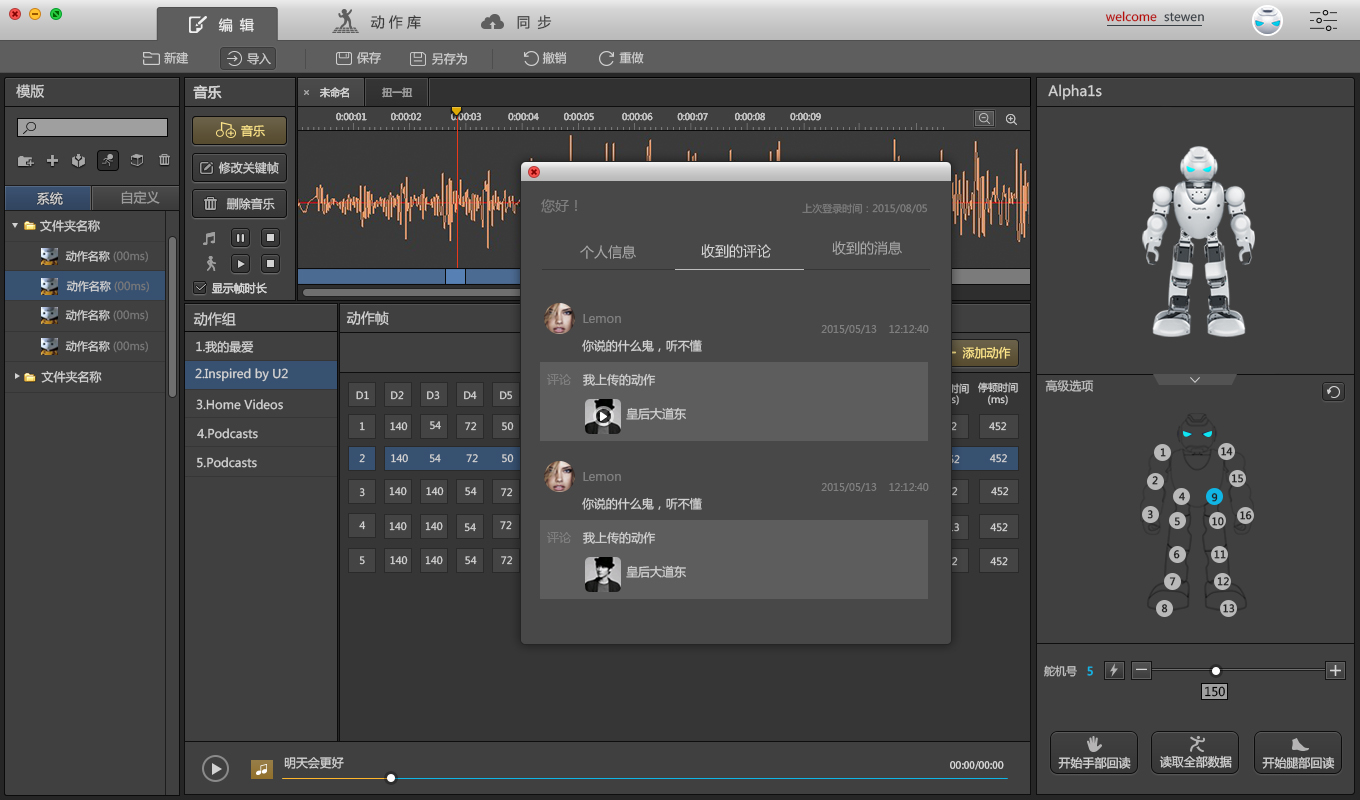 编 辑
动作库
同 步
welcome stewen
新建
导入
保存
另存为
撤销
重做
模版
系统
自定义
文件夹名称
动作名称 (00ms)
动作名称 (00ms)
动作名称 (00ms)
动作名称 (00ms)
文件夹名称
音乐
音乐
修改关键帧
删除音乐
显示帧时长
× 未命名
扭一扭
0:00:01 0:00:02 0:00:03 0:00:04 0:00:05 0:00:06 0:00:07 0:00:08 0:00:09
动作组
1.我的最爱
2.Inspired by U2
3.Home Videos
4.Podcasts
5.Podcasts
动作帧
添加动作
D1 D2 D3 D4 D5
时间 停顿时间
s) (ms)
1 140 54 72 50 2 452
2 140 54 72 50 52 452
3 140 140 54 72 2 452
4 140 140 54 72 3 452
5 140 140 54 72 2 452
您好！
上次登录时间：2015/08/05
个人信息
收到的评论
收到的消息
Lemon
2015/05/13 12:12:40
你说的什么鬼，听不懂
评论 我上传的动作
皇后大道东
Lemon
2015/05/13 12:12:40
你说的什么鬼，听不懂
评论 我上传的动作
皇后大道东
明天会更好
00:00/00:00
Alpha1s
高级选项
1
14
2
15
4
9
3
5
10
16
6
11
7
12
8
13
舵机号 5
150
开始手部回读
读取全部数据
开始腿部回读